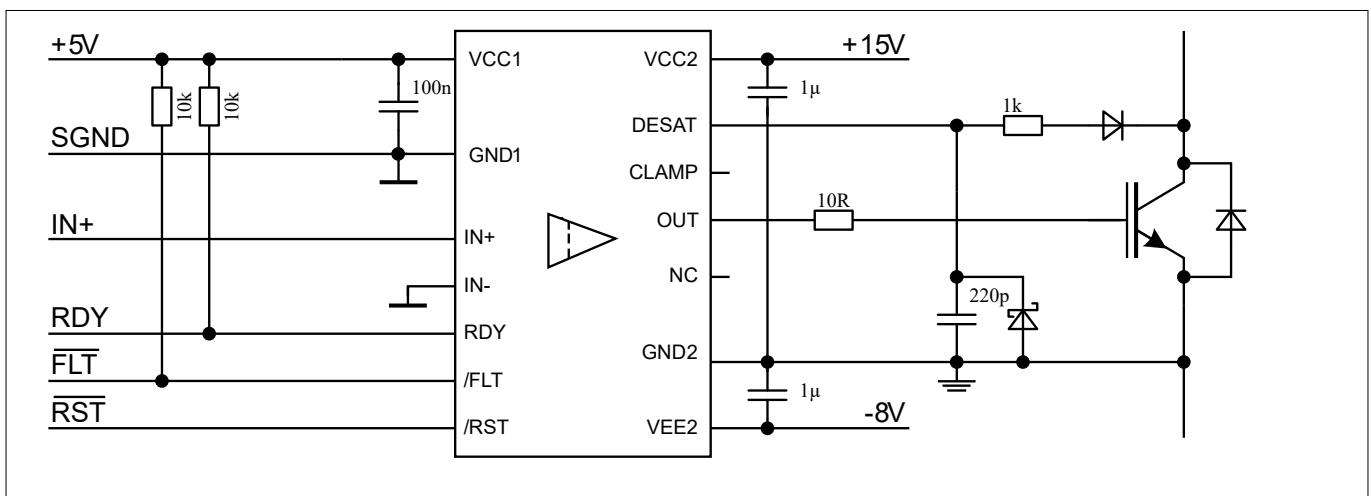 +5V
VCC1
VCC2
+15V
10k
10k
100n
1µ
1k
SGND
GND1
DESAT
CLAMP
10R
IN+
IN+
OUT
IN-
NC
220p
RDY
RDY
GND2
FLT
/FLT
1µ
RST
/RST
VEE2
-8V